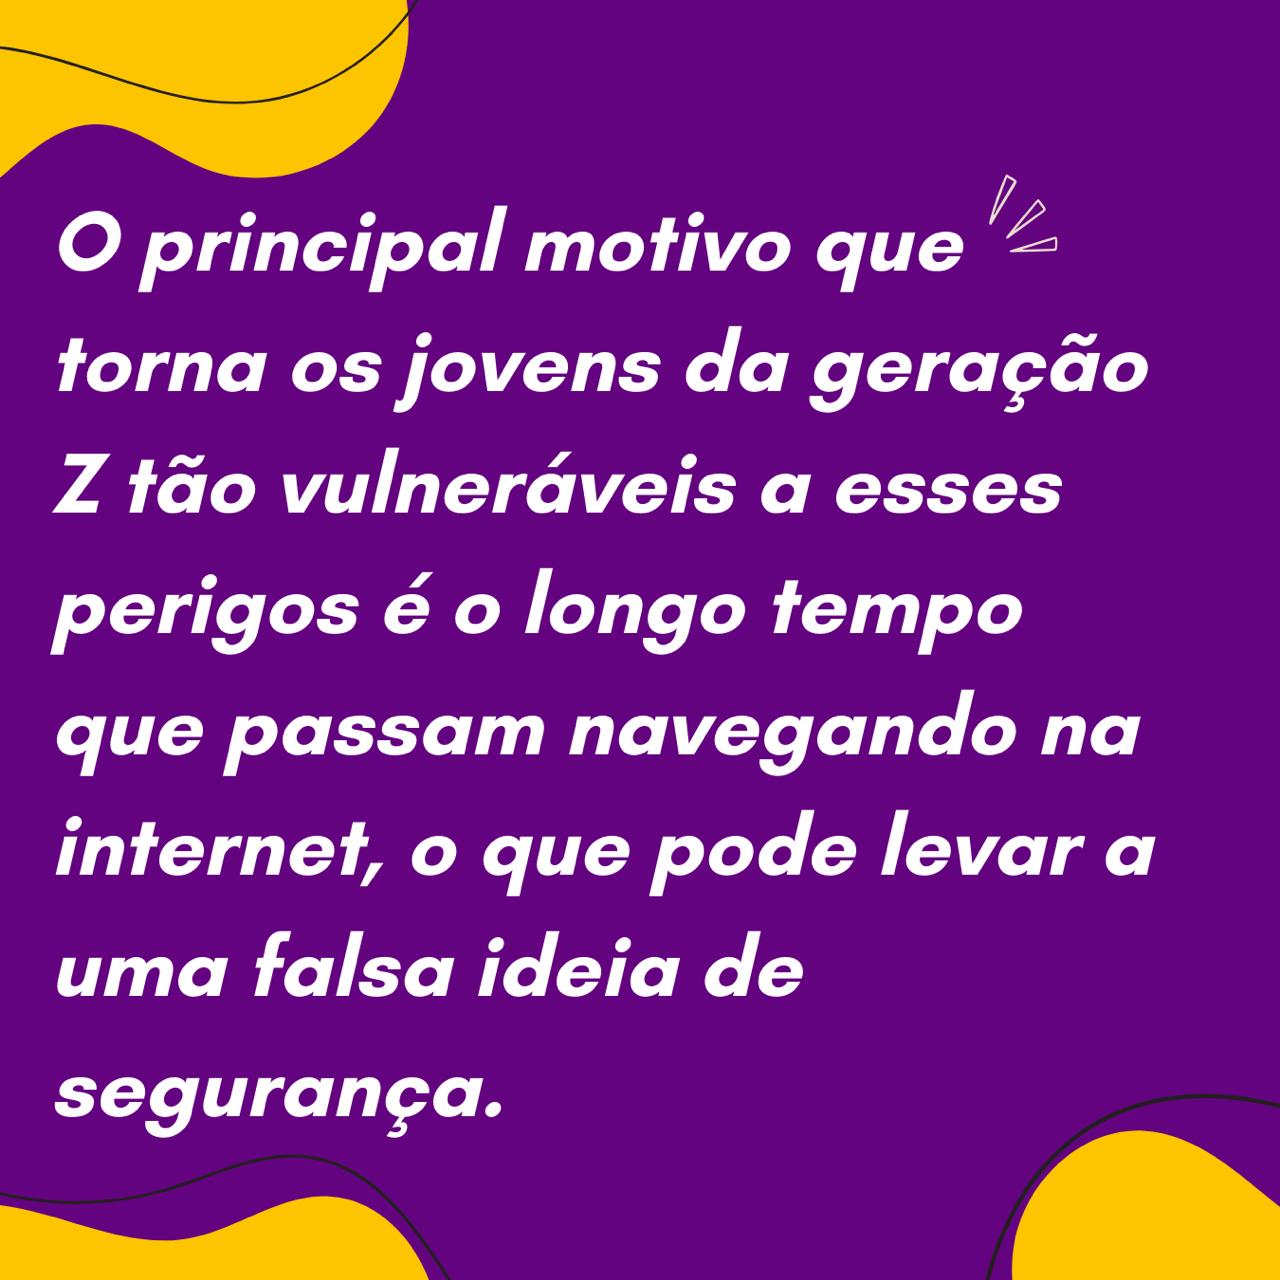 O principal motivo que
torna os jovens da geração
Z tão vulneráveis a esses
perigos é o longo tempo
que passam navegando na
internet, o que pode levar a
uma falsa ideia de
segurança.